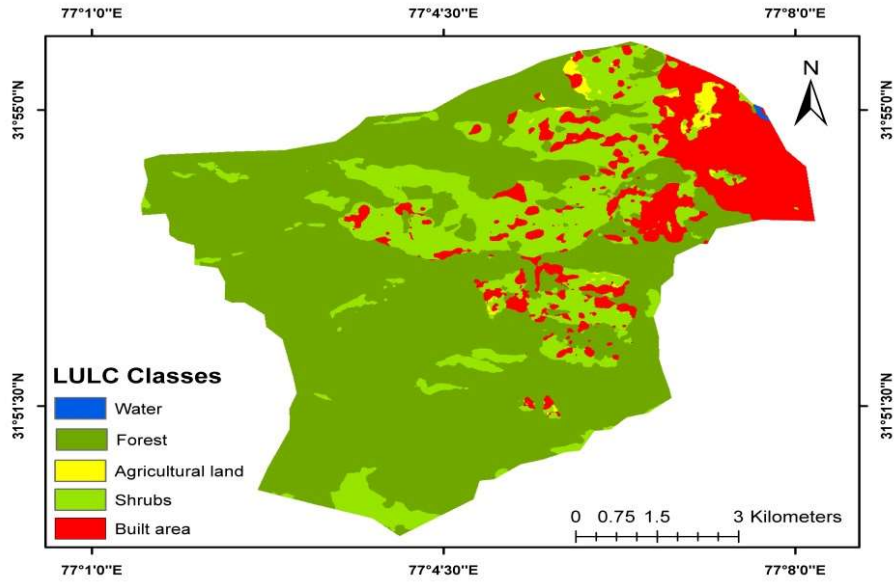 77°1'0"E 77°4'30"E 77°8'0"E
31°55'0"N
31°55'0"N
N
31°51'30"N
31°51'30"N
LULC Classes
Water
Forest
Agricultural land
Shrubs
Built area
0 0.75 1.5 3 Kilometers
77°1'0"E 77°4'30"E 77°8'0"E